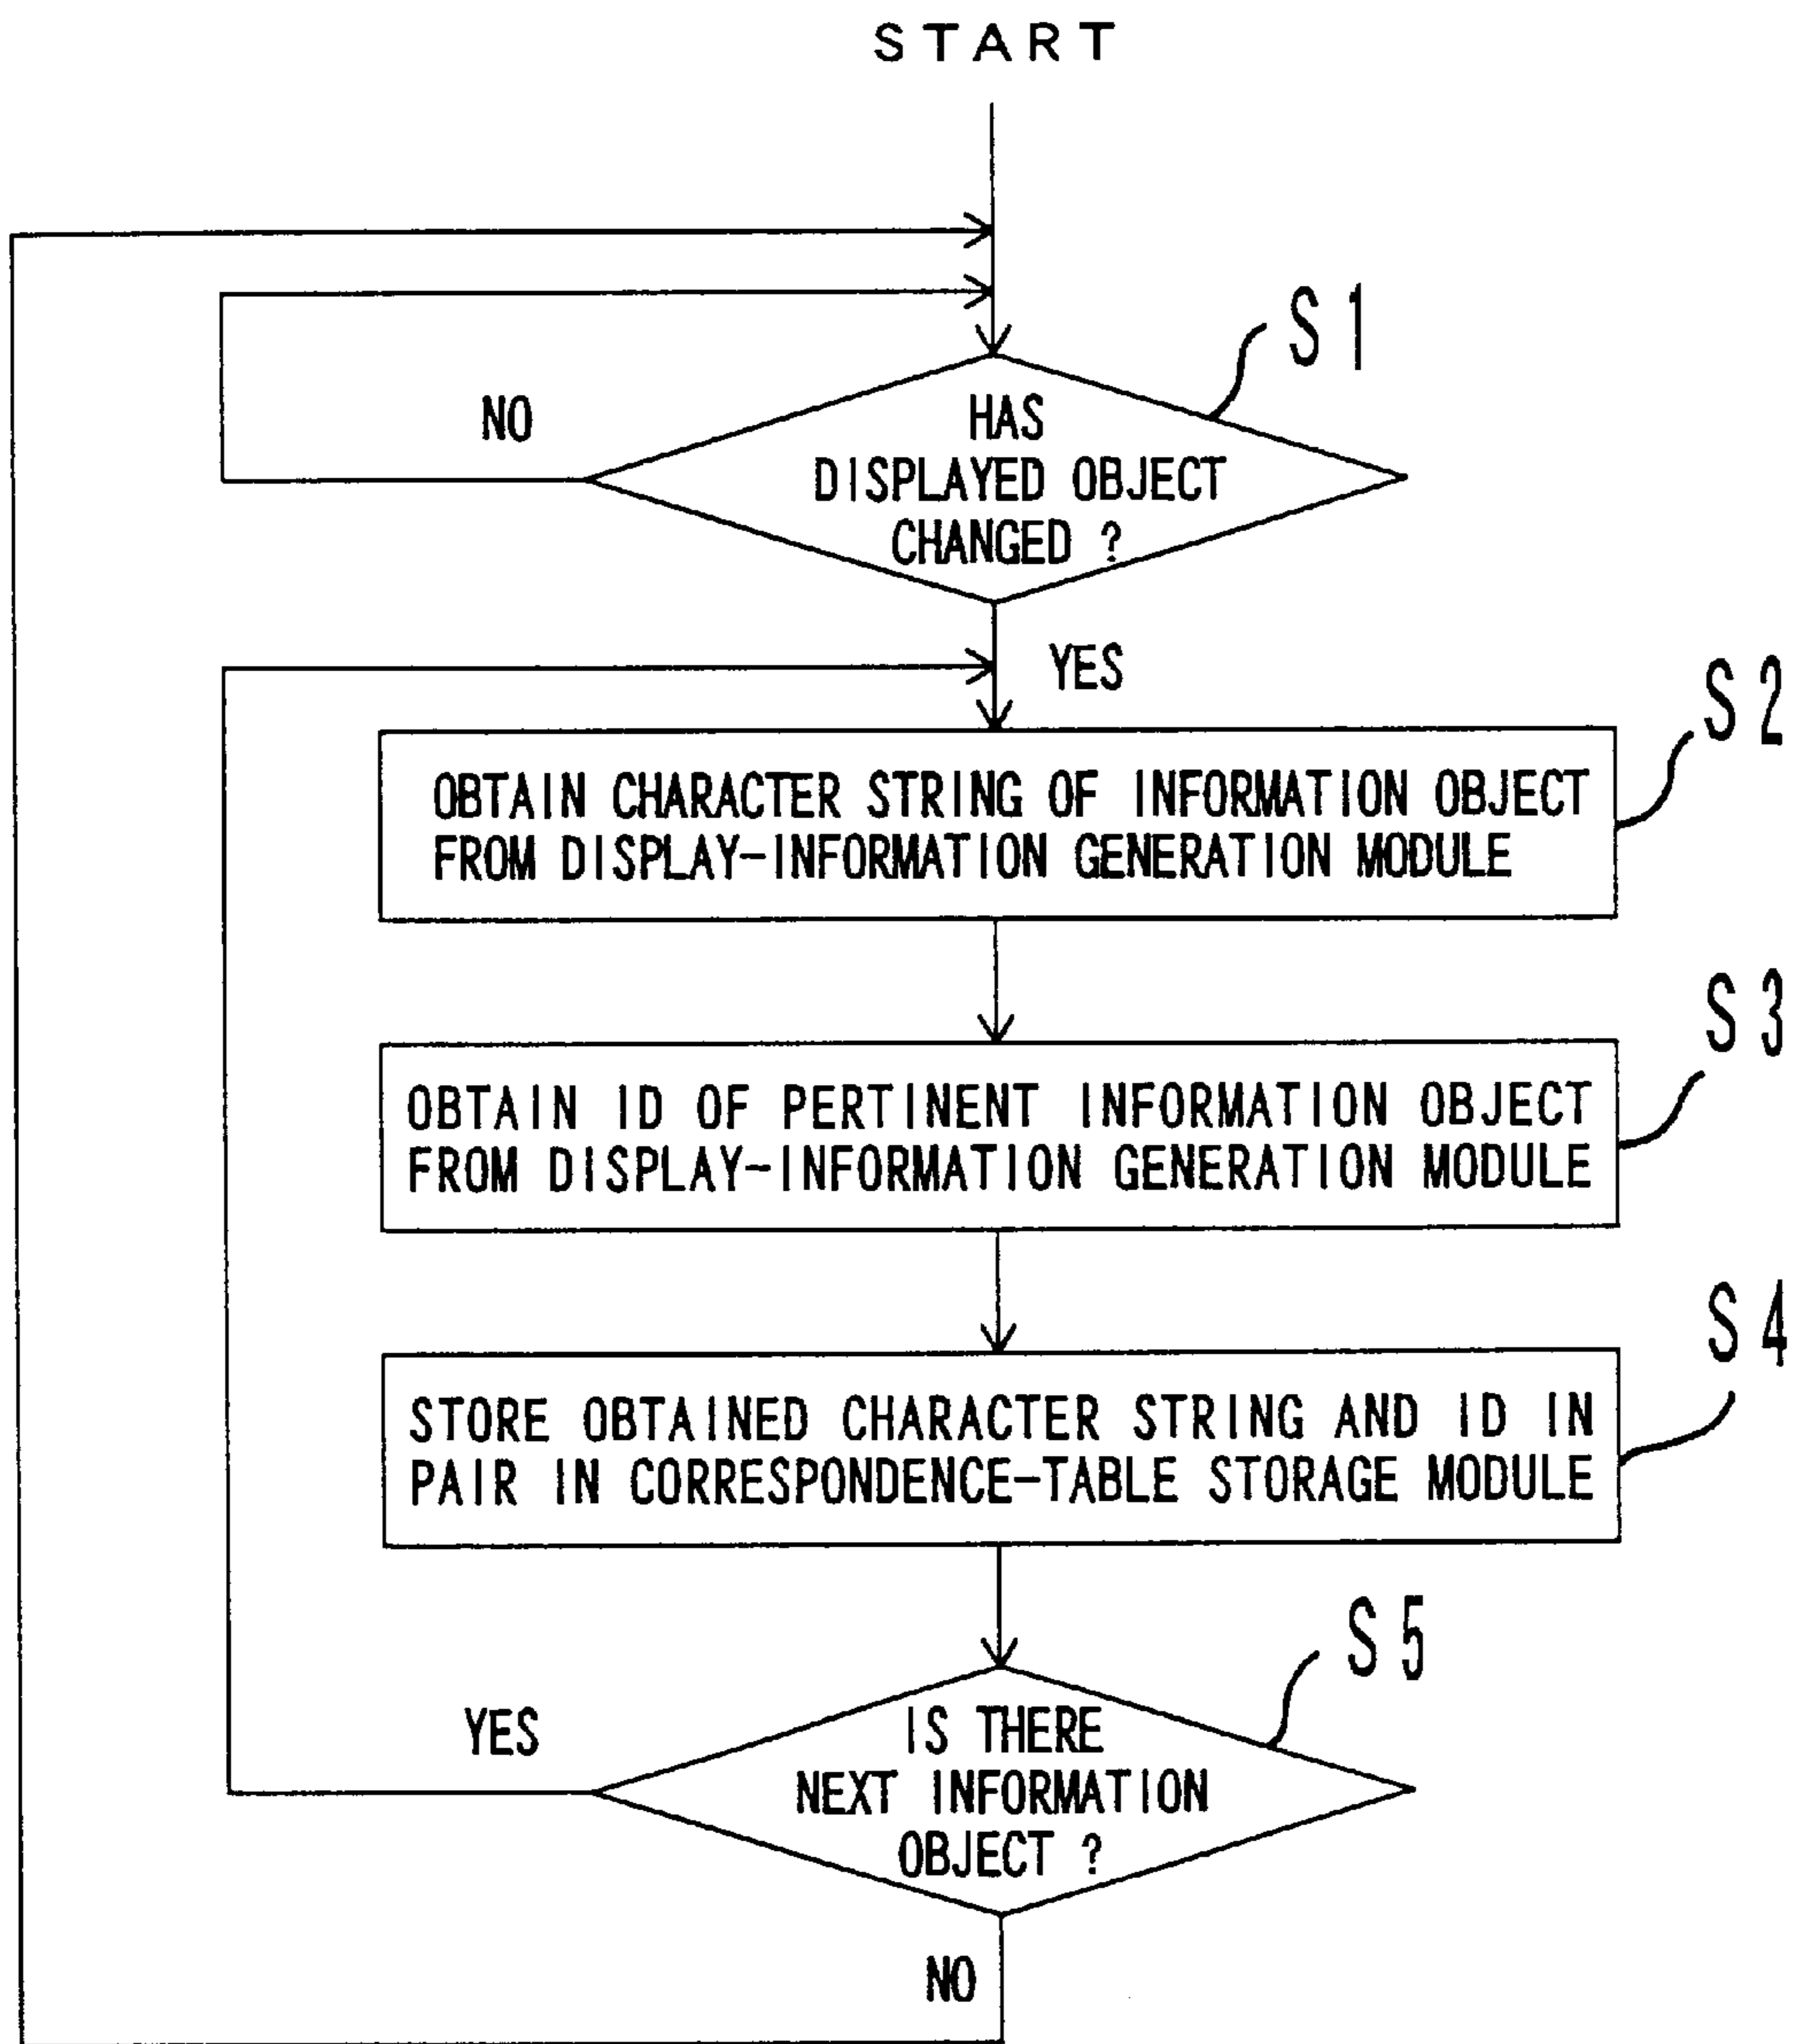 START
S1
NO
HAS
DISPLAYED OBJECT
CHANGED ?
YES
S2
OBTAIN CHARACTER STRING OF INFORMATION OBJECT
FROM DISPLAY-INFORMATION GENERATION MODULE
S3
OBTAIN ID OF PERTINENT INFORMATION OBJECT
FROM DISPLAY-INFORMATION GENERATION MODULE
S4
STORE OBTAINED CHARACTER STRING AND ID IN
PAIR IN CORRESPONDENCE-TABLE STORAGE MODULE
S5
YES
IS THERE
NEXT INFORMATION
OBJECT ?
NO